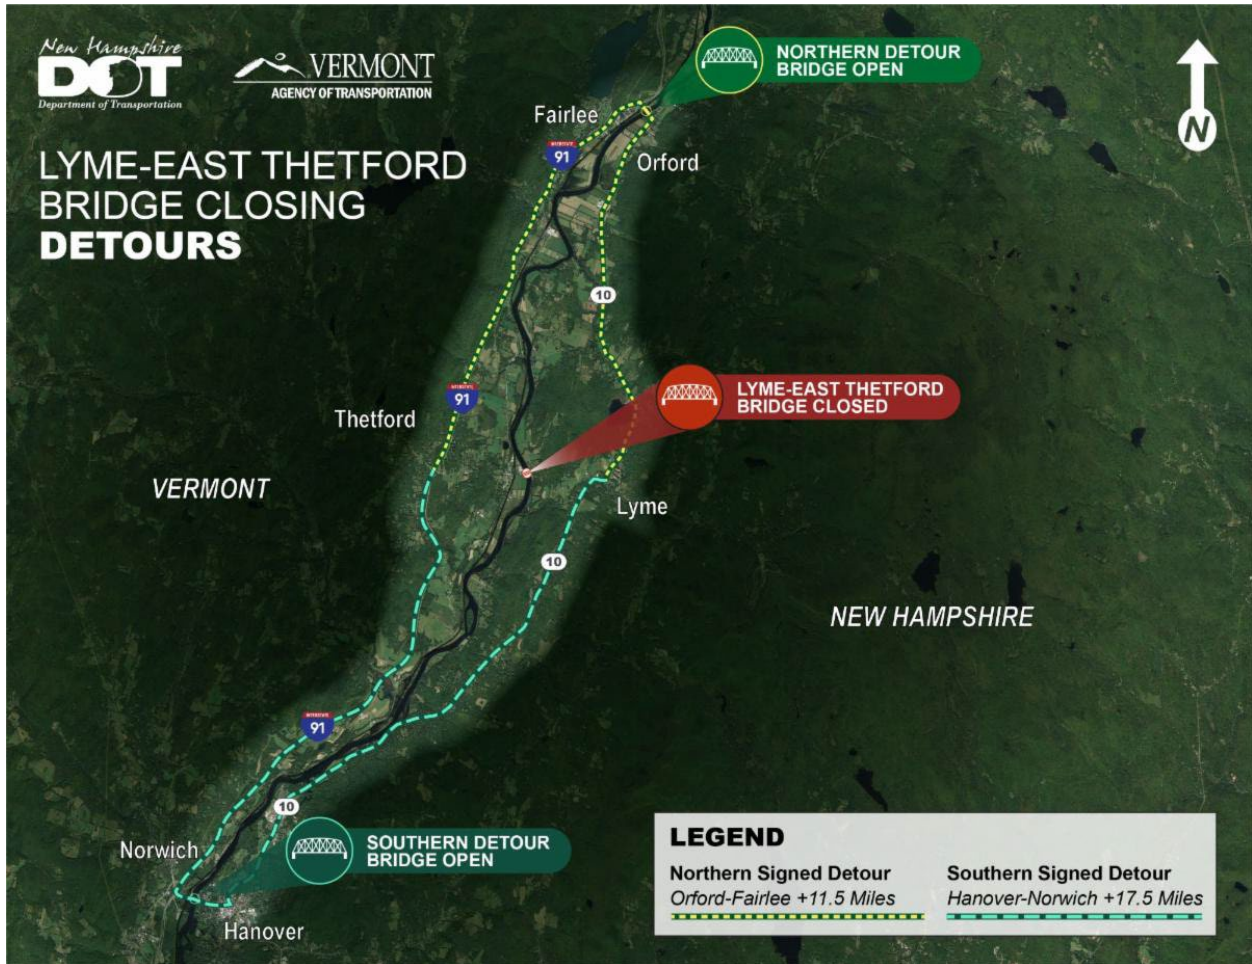 New Hampshire
DOT
Department of Transportation
VERMONT
AGENCY OF TRANSPORTATION
LYME-EAST THETFORD
BRIDGE CLOSING
DETOURS
NORTHERN DETOUR
BRIDGE OPEN
N
Fairlee
91
Orford
10
LYME-EAST THETFORD
BRIDGE CLOSED
INTERSTATE
91
Thetford
VERMONT
Lyme
10
NEW HAMPSHIRE
INTERSTATE
91
10
SOUTHERN DETOUR
BRIDGE OPEN
Norwich
Hanover
LEGEND
Northern Signed Detour
Orford-Fairlee +11.5 Miles
Southern Signed Detour
Hanover-Norwich +17.5 Miles